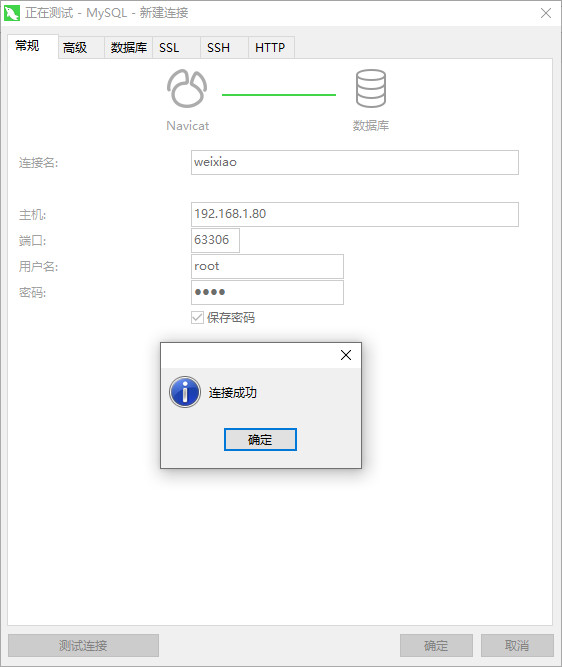 正在测试 - MySQL - 新建连接
常规 高级 数据库 SSL SSH HTTP
Navicat 数据库
连接名: weixiao
主机: 192.168.1.80
端口: 63306
用户名: root
密码: ●●●●
保存密码
连接成功
确定
测试连接 确定 取消